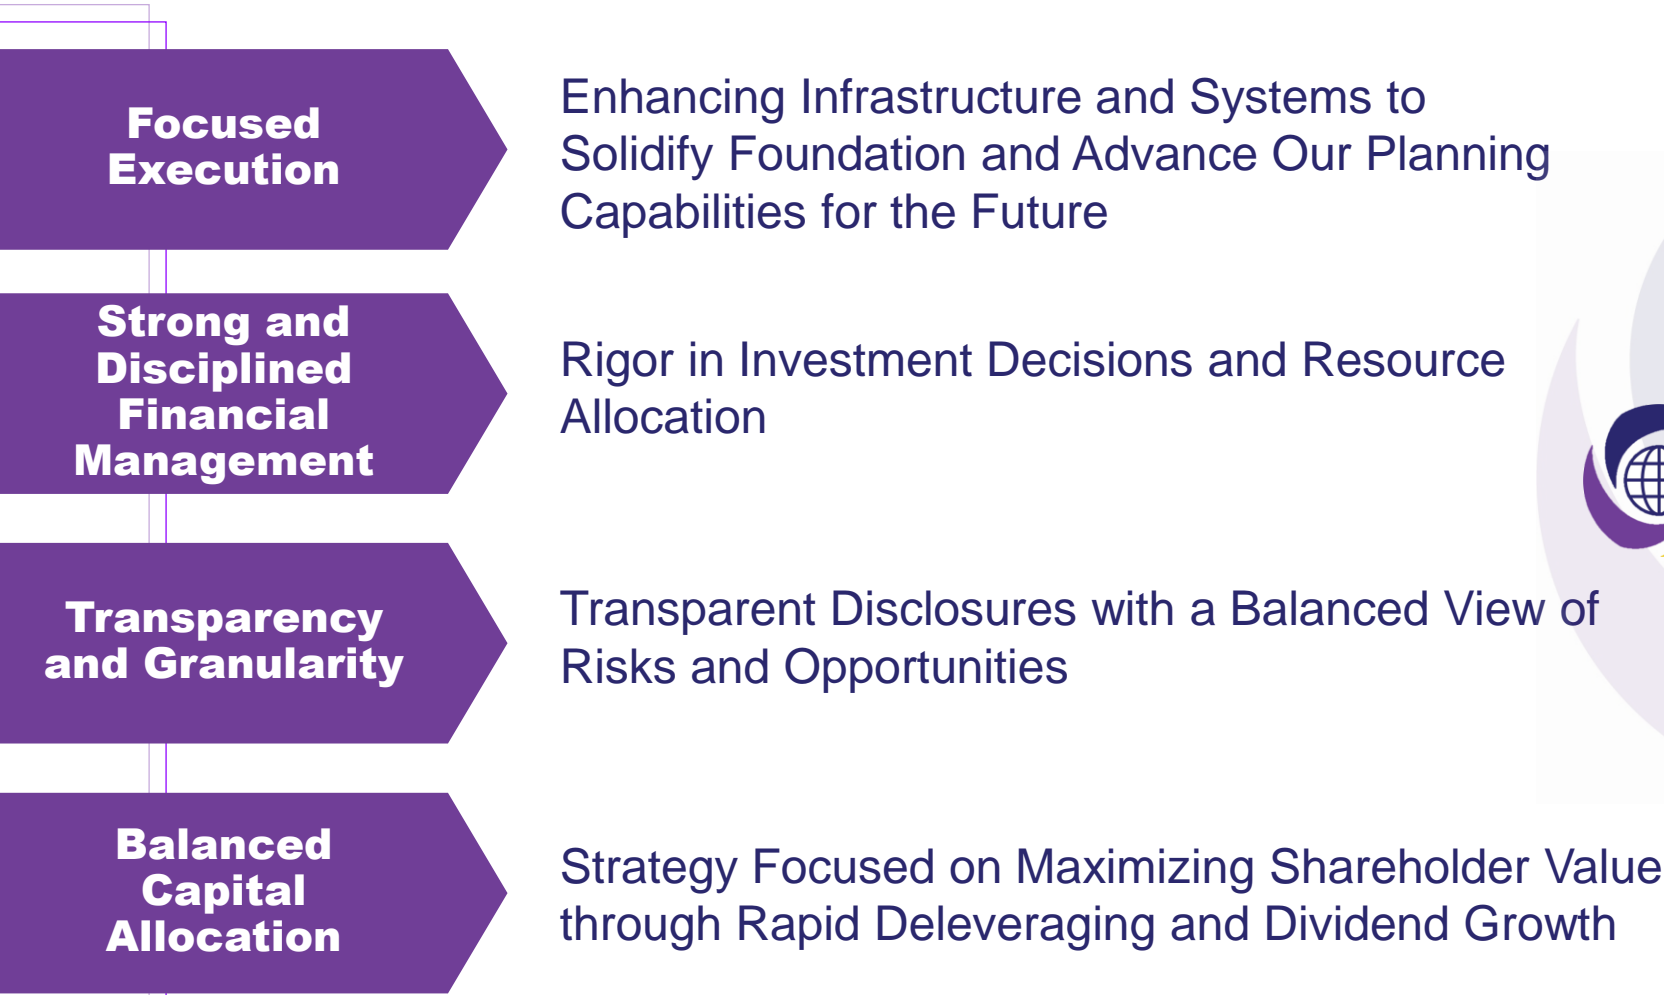 Focused
Execution
Enhancing Infrastructure and Systems to
Solidify Foundation and Advance Our Planning
Capabilities for the Future
Strong and
Disciplined
Financial
Management
Rigor in Investment Decisions and Resource
Allocation
Transparency
and Granularity
Transparent Disclosures with a Balanced View of
Risks and Opportunities
Balanced
Capital
Allocation
Strategy Focused on Maximizing Shareholder Value
through Rapid Deleveraging and Dividend Growth